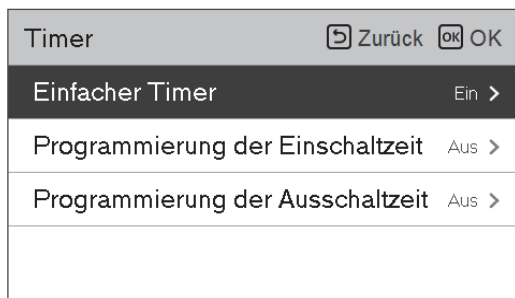 Timer Zurück OK OK
Einfacher Timer Ein >
Programmierung der Einschaltzeit Aus >
Programmierung der Ausschaltzeit Aus >